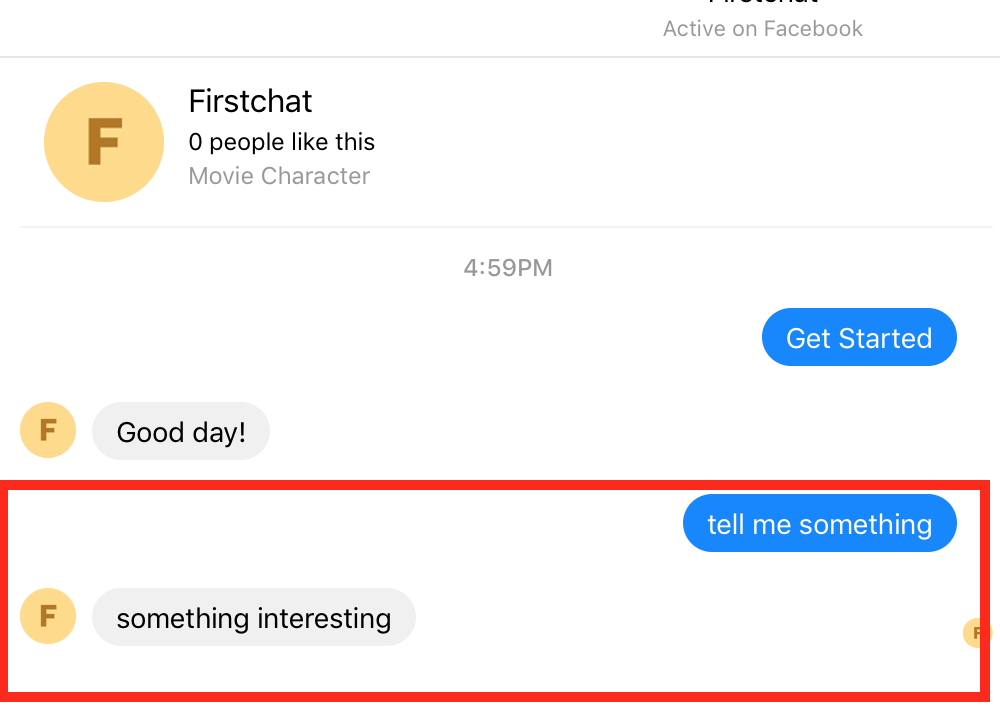 Firstchat
Active on Facebook
F
Firstchat
0 people like this
Movie Character
4:59PM
Get Started
F
Good day!
tell me something
F
something interesting
F